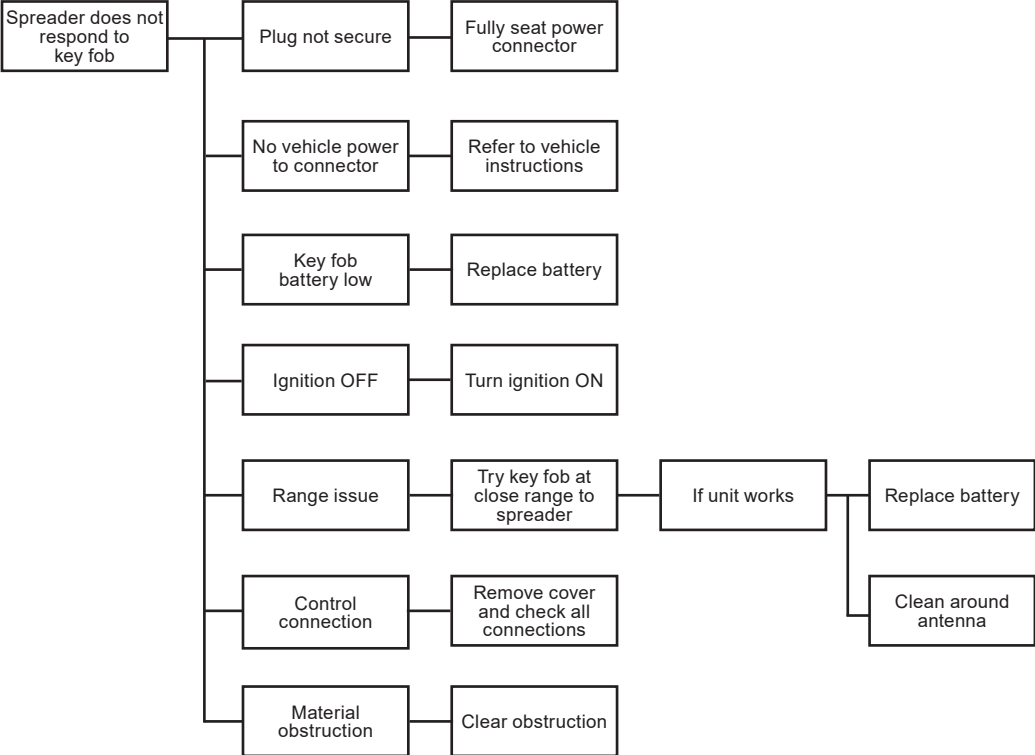 Spreader does not
respond to
key fob
Plug not secure
Fully seat power
connector
No vehicle power
to connector
Refer to vehicle
instructions
Key fob
battery low
Replace battery
Ignition OFF
Turn ignition ON
Range issue
Try key fob at
close range to
spreader
If unit works
Replace battery
Clean around
antenna
Control
connection
Remove cover
and check all
connections
Material
obstruction
Clear obstruction